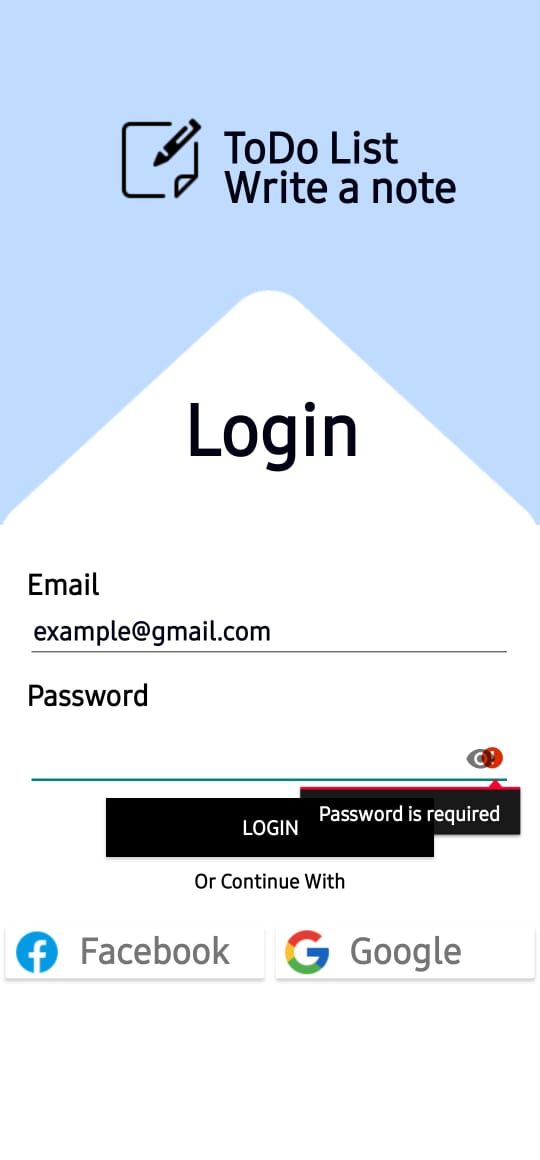 ToDo List
Write a note
Login
Email
example@gmail.com
Password
Password is required
LOGIN
Or Continue With
Facebook
Google